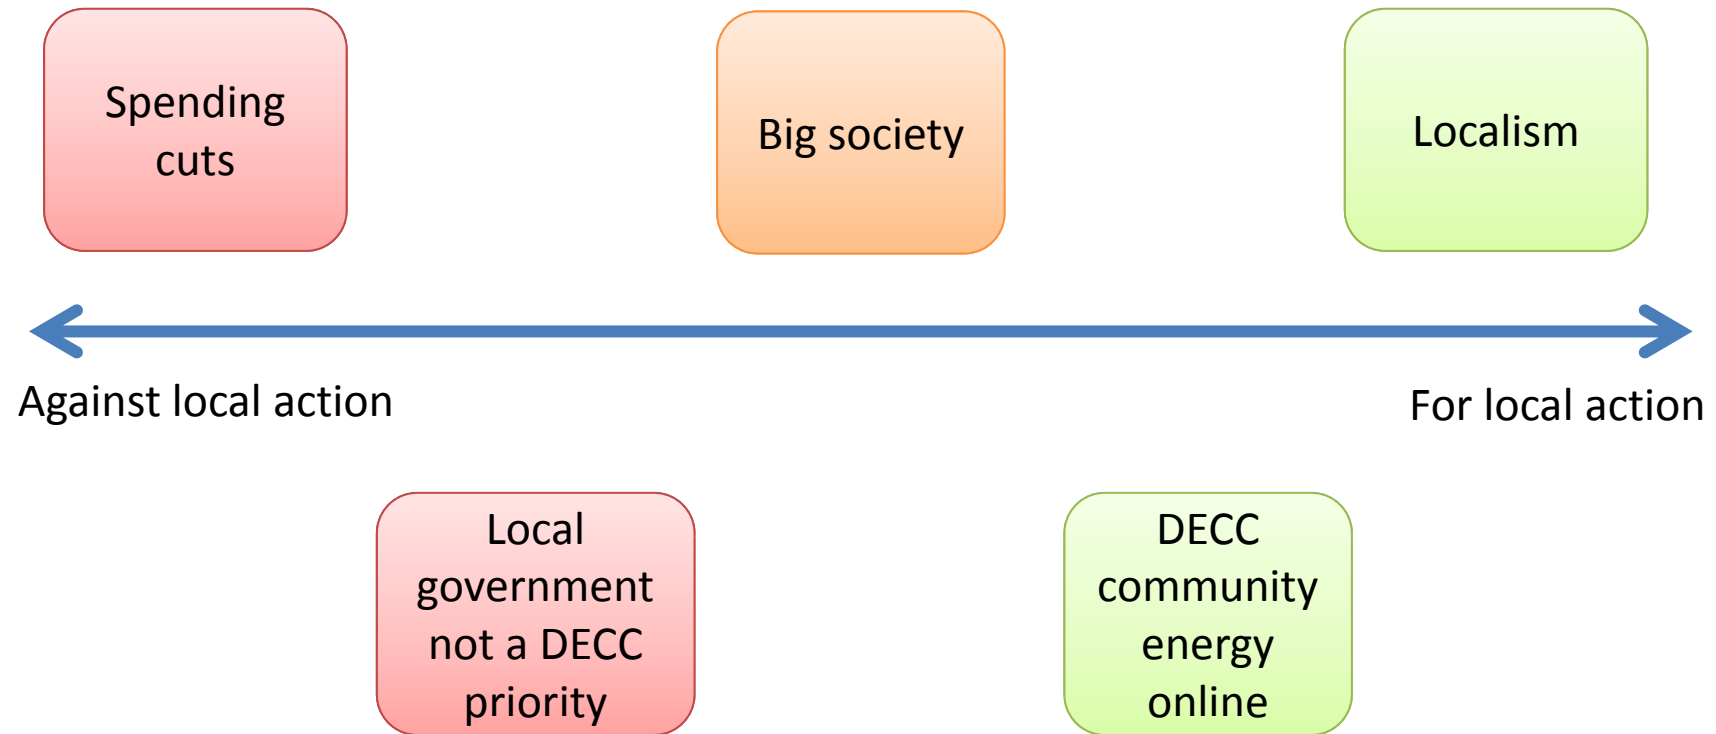 Spending
cuts
Big society
Localism
Against local action
For local action
Local
government
not a DECC
priority
DECC
community
energy
online